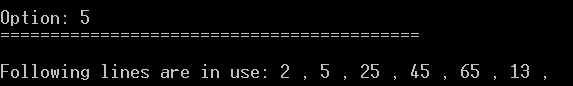 Option: 5
==========================================
Following lines are in use: 2 , 5 , 25 , 45 , 65 , 13 ,